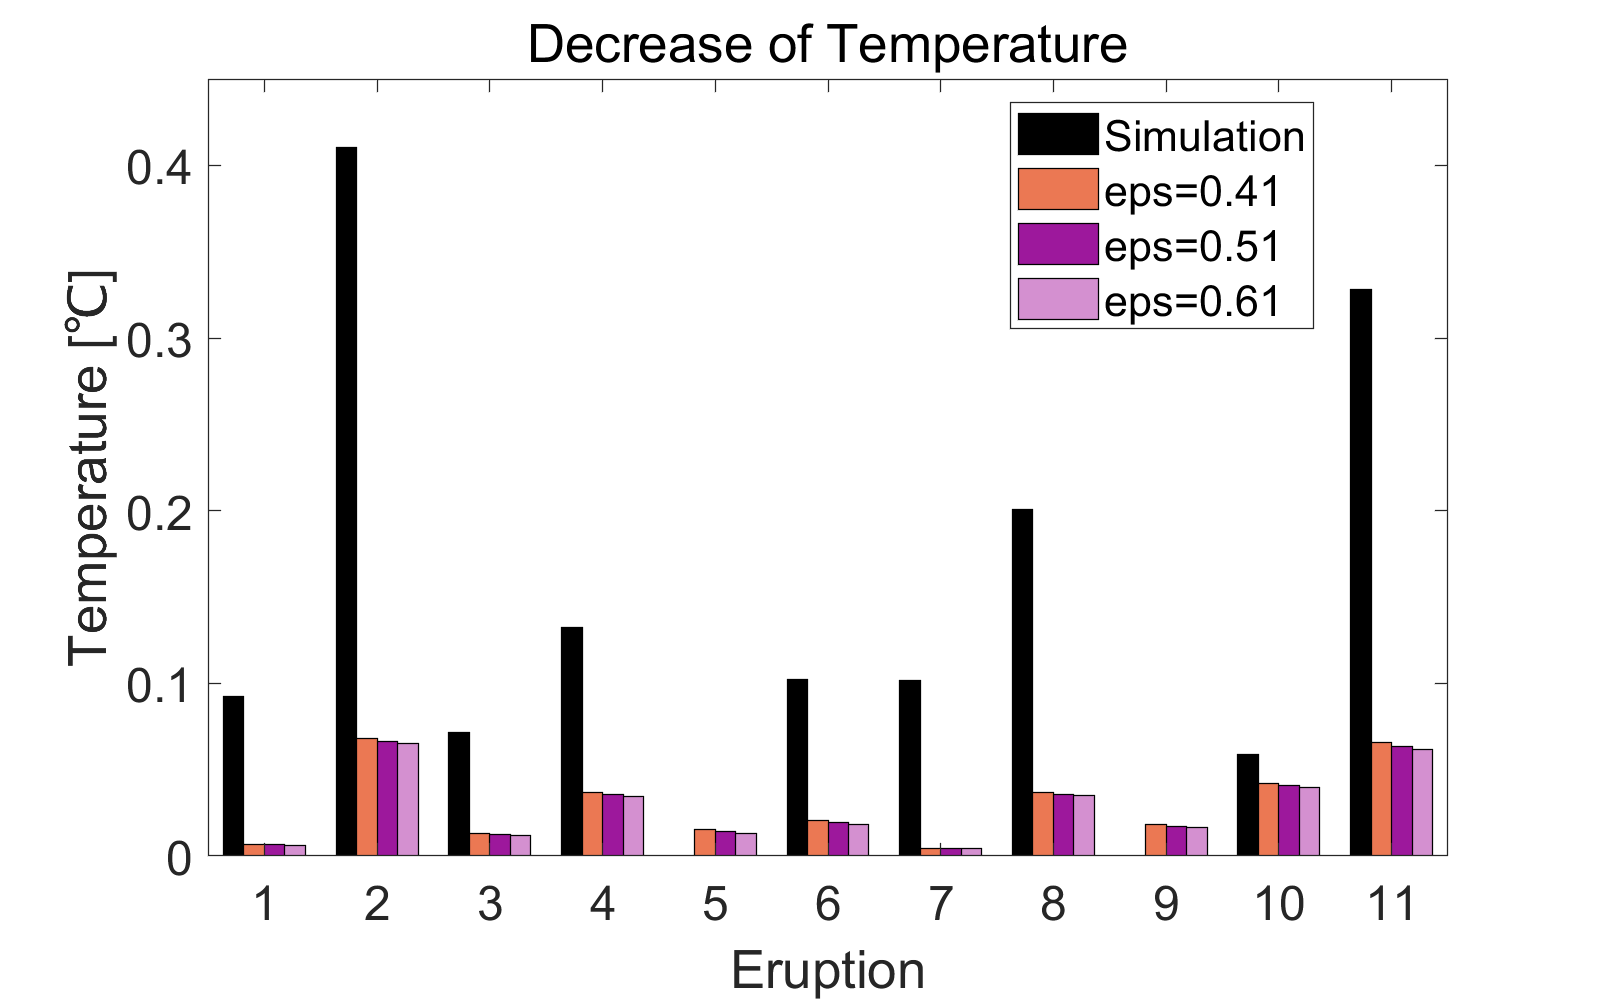 Decrease of Temperature
Simulation
eps=0.41
eps=0.51
eps=0.61
Temperature [℃]
0.4
0.3
0.2
0.1
0
1 2 3 4 5 6 7 8 9 10 11
Eruption